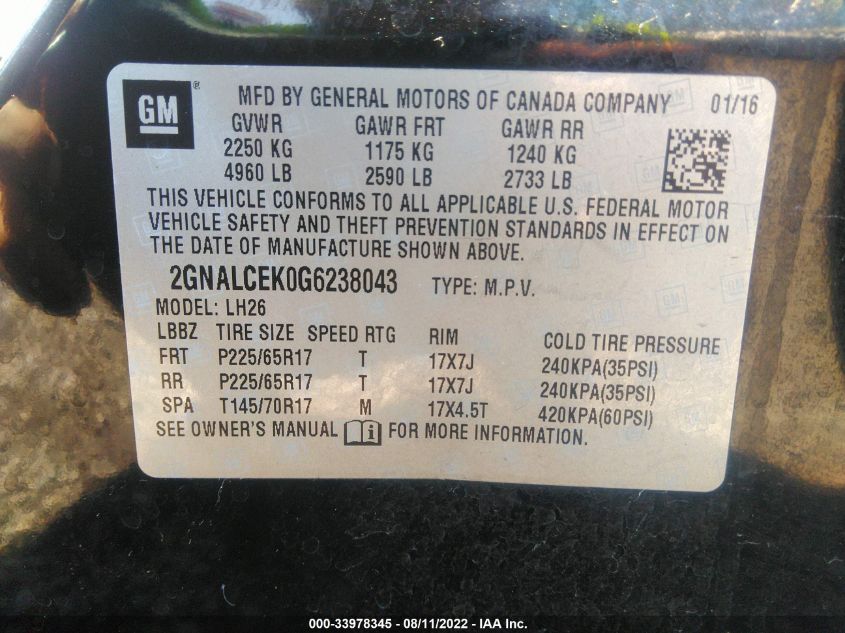 GM ® MFD BY GENERAL MOTORS OF CANADA COMPANY 01/16
GVWR GAWR FRT GAWR RR
2250 KG 1175 KG 1240 KG
4960 LB 2590 LB 2733 LB
THIS VEHICLE CONFORMS TO ALL APPLICABLE U.S. FEDERAL MOTOR
VEHICLE SAFETY AND THEFT PREVENTION STANDARDS IN EFFECT ON
THE DATE OF MANUFACTURE SHOWN ABOVE.
2GNALCEK0G6238043 TYPE: M.P.V.
MODEL: LH26
LBBZ TIRE SIZE SPEED RTG RIM COLD TIRE PRESSURE
FRT P225/65R17 T 17X7J 240KPA(35PSI)
RR P225/65R17 T 17X7J 240KPA(35PSI)
SPA T145/70R17 M 17X4.5T 420KPA(60PSI)
SEE OWNER'S MANUAL i FOR MORE INFORMATION.
000-33978345 - 08/11/2022 - IAA Inc.